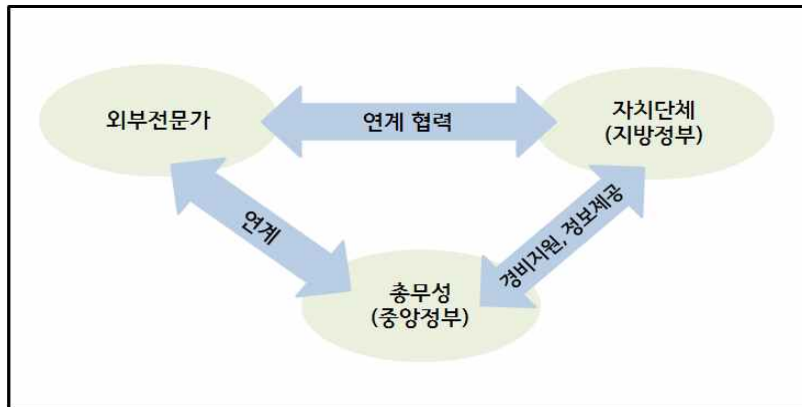 외부전문가
연계 협력
자치단체
(지방정부)
연계
경비지원, 정보제공
총무성
(중앙정부)